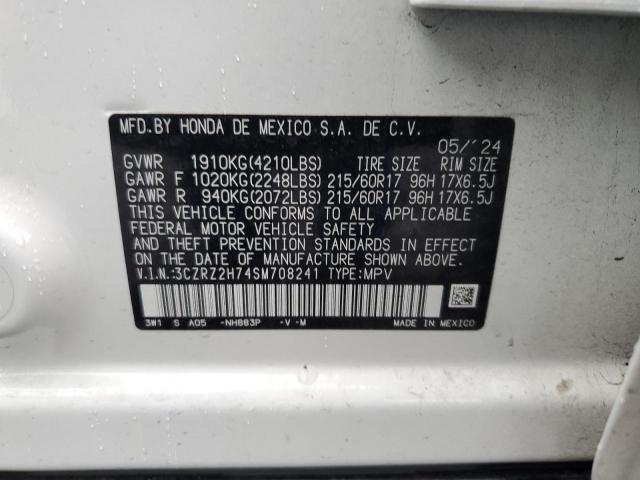 MFD.BY HONDA DE MEXICO S.A. DE C.V.
05/'24
GVWR 1910KG(4210LBS) TIRE SIZE RIM SIZE
GAWR F 1020KG(2248LBS) 215/60R17 96H 17X6.5J
GAWR R 940KG(2072LBS) 215/60R17 96H 17X6.5J
THIS VEHICLE CONFORMS TO ALL APPLICABLE
FEDERAL MOTOR VEHICLE SAFETY
AND THEFT PREVENTION STANDARDS IN EFFECT
ON THE DATE OF MANUFACTURE SHOWN ABOVE.
V.I.N.:3CZRZ2H74SM708241 TYPE:MPV
3W1 S A05 -NH883P -V -M MADE IN MEXICO